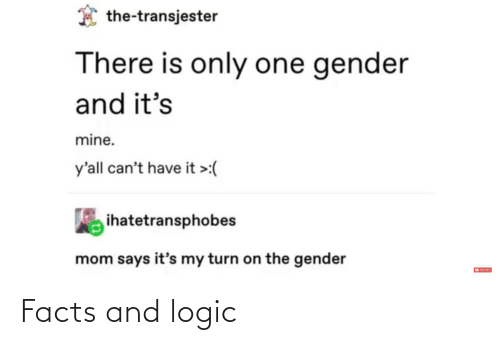 the-transjester
There is only one gender
and it's
mine.
y'all can't have it >:(
ihatetransphobes
mom says it's my turn on the gender
Facts and logic